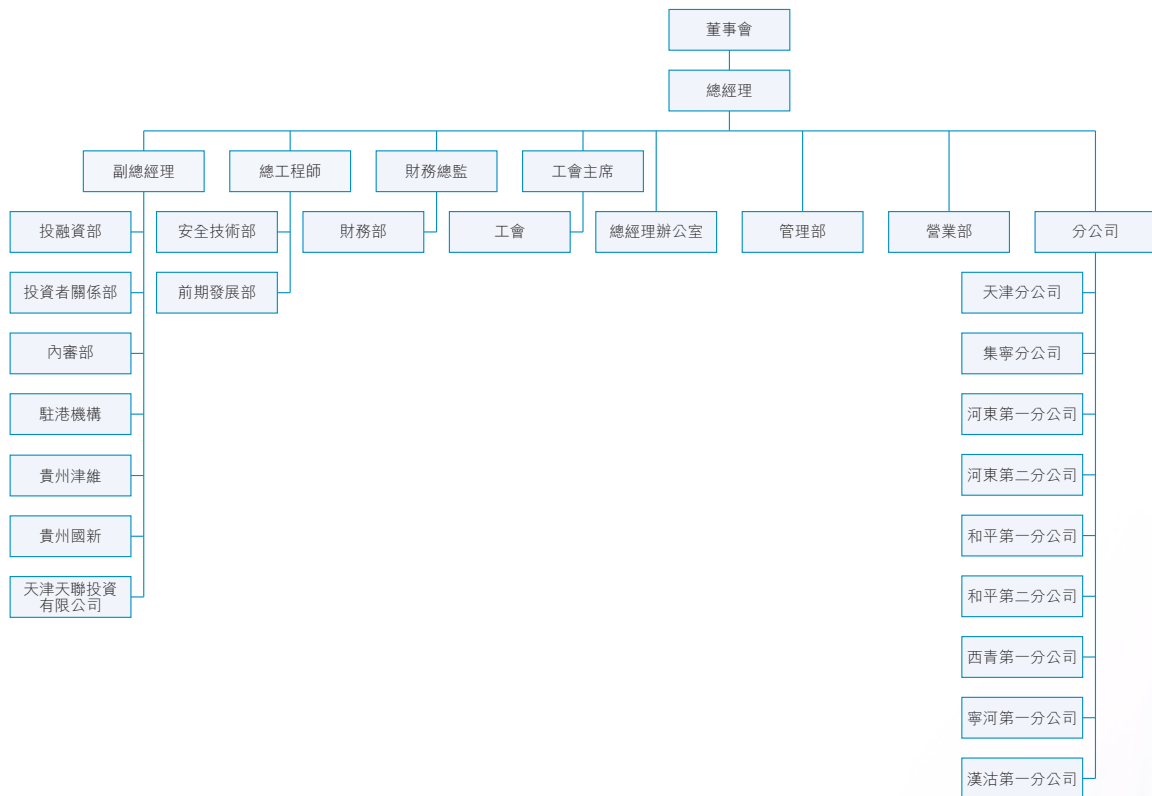 董事會
總經理
副總經理
總工程師
財務總監
工會主席
投融資部
安全技術部
財務部
工會
總經理辦公室
管理部
營業部
分公司
投資者關係部
前期發展部
天津分公司
內審部
集寧分公司
駐港機構
河東第一分公司
貴州津維
河東第二分公司
貴州國新
和平第一分公司
天津天聯投資
有限公司
和平第二分公司
西青第一分公司
寧河第一分公司
漢沽第一分公司